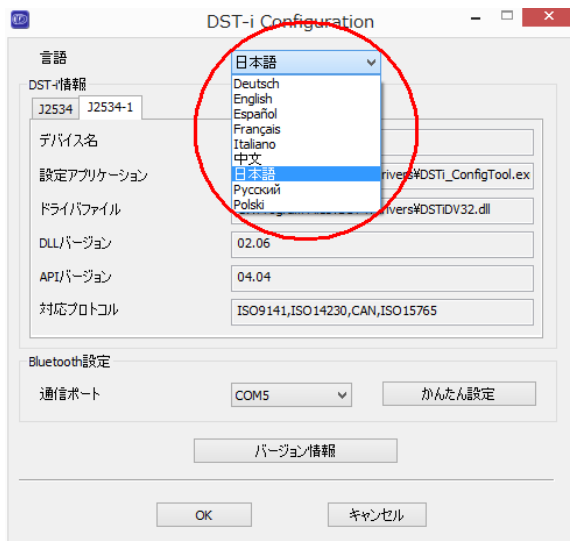 DST-i Configuration
言語
日本語
Deutsch
English
Español
Français
Italiano
中文
日本語
Русский
Polski
DST-i情報
J2534 J2534-1
デバイス名
設定アプリケーション
rivers¥DSTi_ConfigTool.ex
ドライバファイル
rivers¥DSTiDV32.dll
DLLバージョン
02.06
APIバージョン
04.04
対応プロトコル
ISO9141,ISO14230,CAN,ISO15765
Bluetooth設定
通信ポート
COM5
かんたん設定
バージョン情報
OK
キャンセル